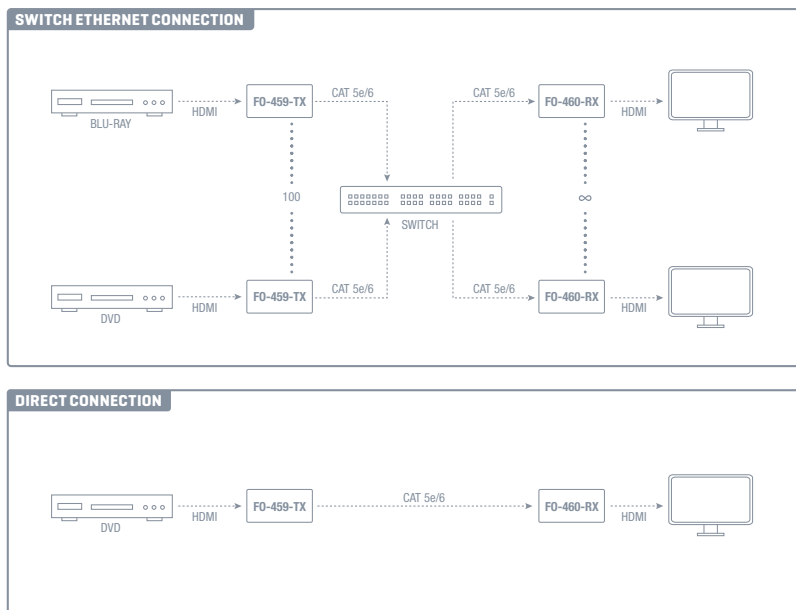 SWITCH ETHERNET CONNECTION
FO-459-TX CAT 5e/6 CAT 5e/6 FO-460-RX
HDMI HDMI
BLU-RAY
100 ∞
SWITCH
FO-459-TX CAT 5e/6 CAT 5e/6 FO-460-RX
HDMI HDMI
DVD
DIRECT CONNECTION
FO-459-TX CAT 5e/6 FO-460-RX
HDMI HDMI
DVD